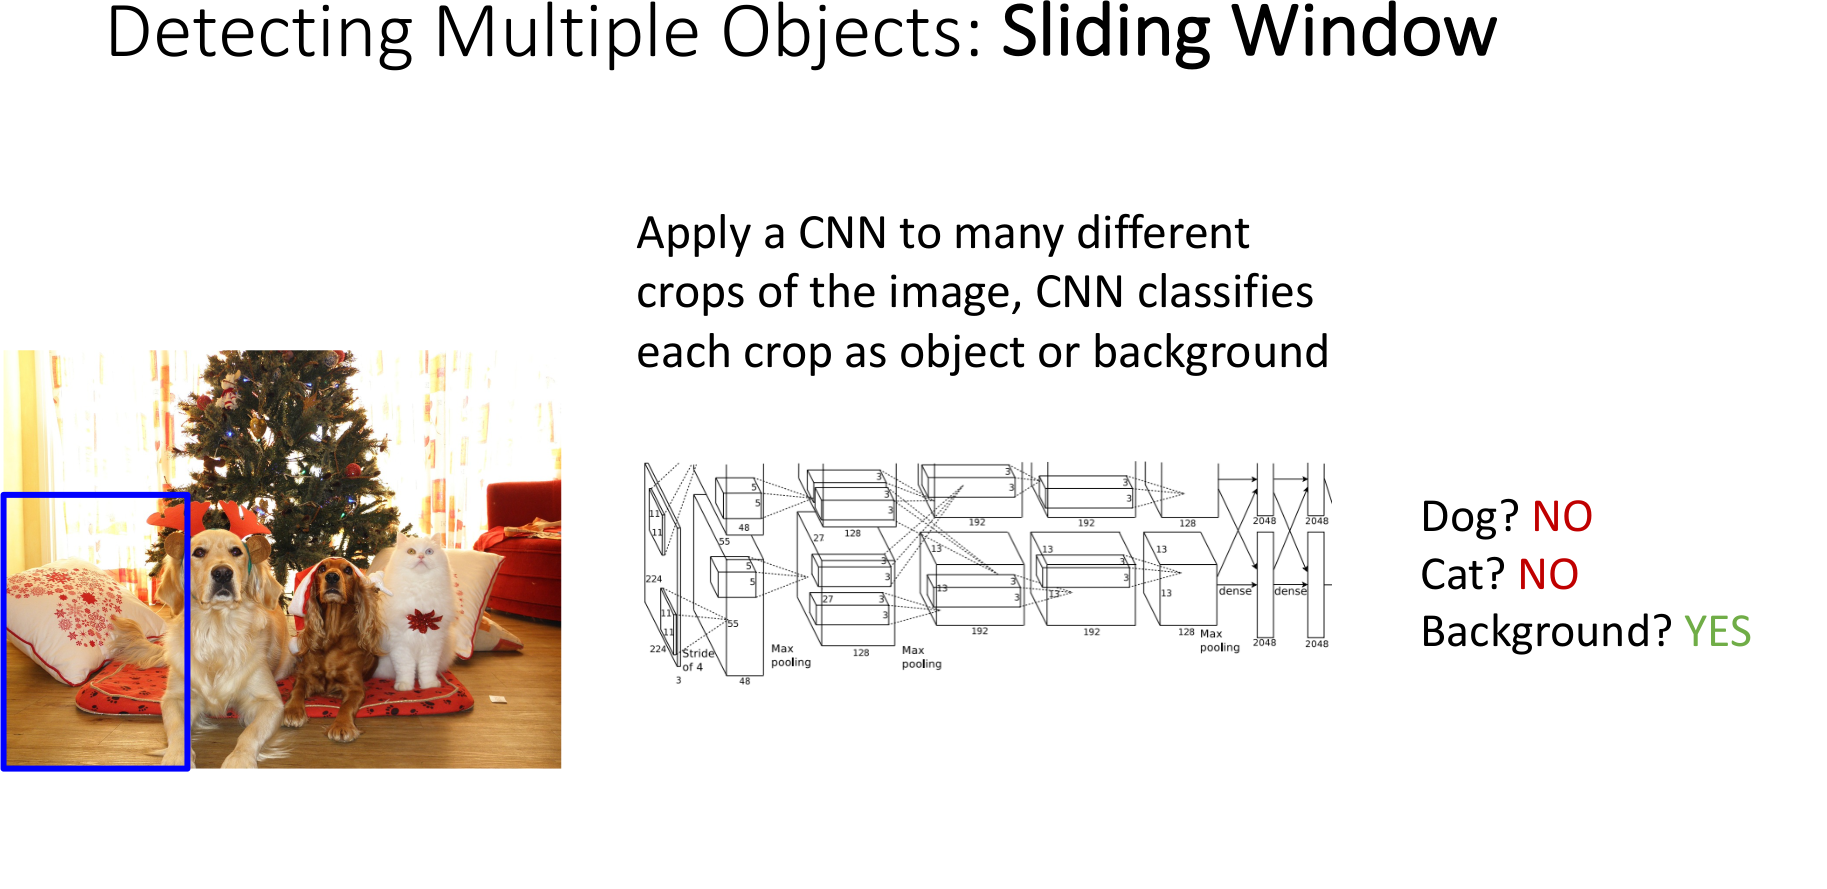 Detecting Multiple Objects: Sliding Window
Apply a CNN to many different
crops of the image, CNN classifies
each crop as object or background
11
11
224
11
11
224
3
Stride
of 4
55
55
5
5
48
5
5
48
Max
pooling
3
3
128
27
3
3
27
3
3
128
Max
pooling
3
3
192
13
13
3
3
192
3
3
192
13
13
3
3
192
128
13
13
128
Max
pooling
dense
dense
2048
2048
2048
2048
Dog? NO
Cat? NO
Background? YES